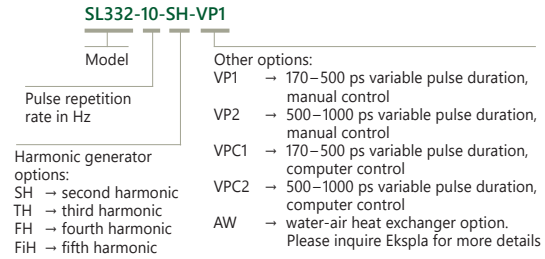 SL332-10-SH-VP1
Model
Pulse repetition
rate in Hz
Harmonic generator
options:
SH → second harmonic
TH → third harmonic
FH → fourth harmonic
FiH → fifth harmonic
Other options:
VP1 → 170–500 ps variable pulse duration,
manual control
VP2 → 500–1000 ps variable pulse duration,
manual control
VPC1 → 170–500 ps variable pulse duration,
computer control
VPC2 → 500–1000 ps variable pulse duration,
computer control
AW → water-air heat exchanger option.
Please inquire Ekspla for more details